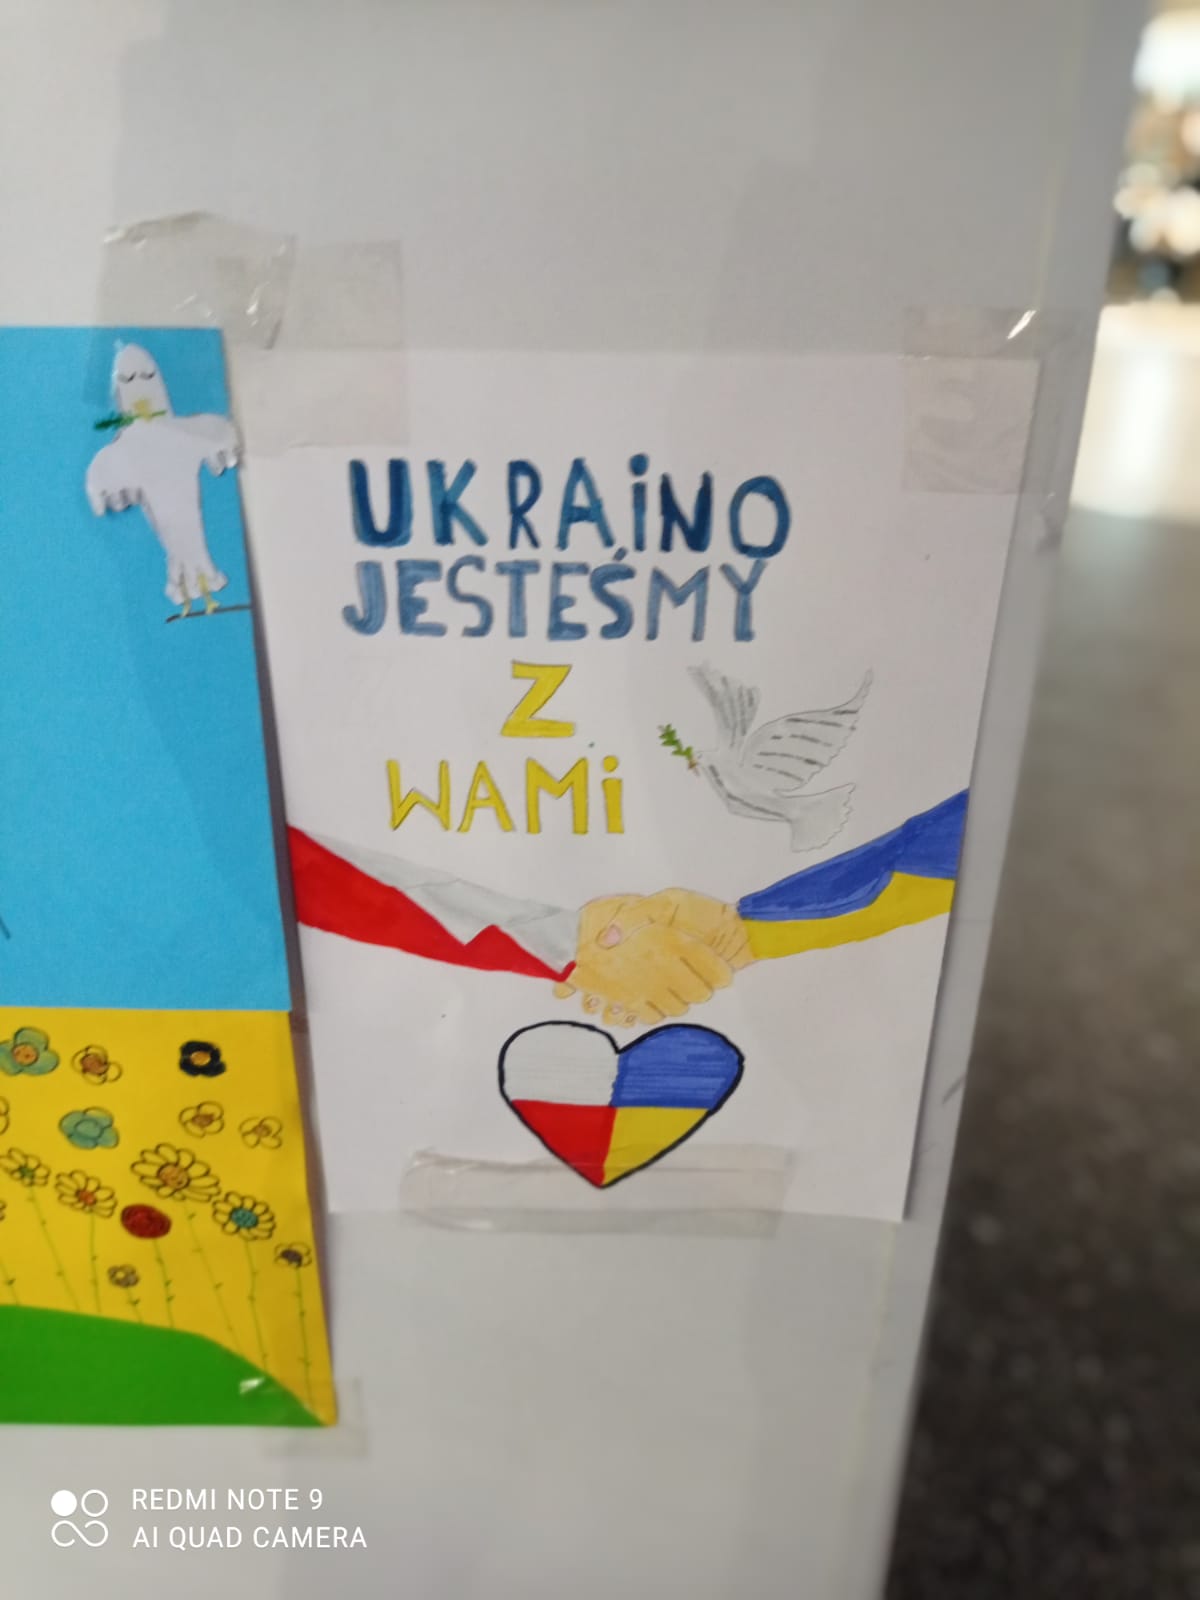 UKRAiNO
JESTEŚMY
Z
WAMi
REDMI NOTE 9
AI QUAD CAMERA